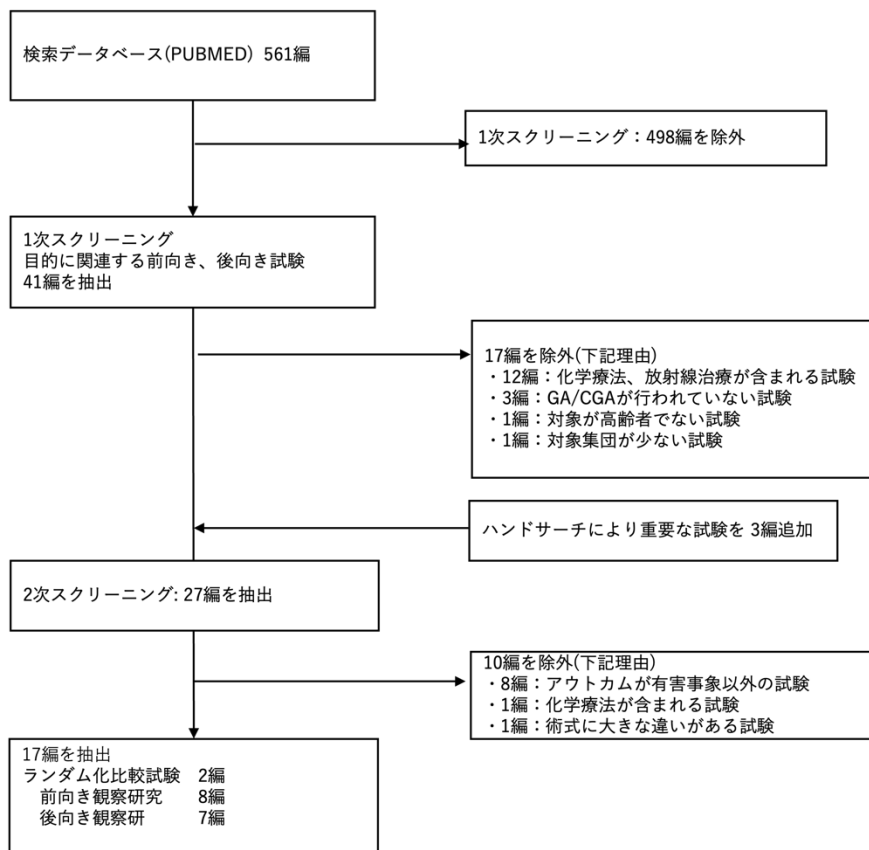 検索データベース(PUBMED) 561編
1次スクリーニング：498編を除外
1次スクリーニング
目的に関連する前向き、後向き試験
41編を抽出
17編を除外(下記理由)
・12編：化学療法、放射線治療が含まれる試験
・3編：GA/CGAが行われていない試験
・1編：対象が高齢者でない試験
・1編：対象集団が少ない試験
ハンドサーチにより重要な試験を 3編追加
2次スクリーニング: 27編を抽出
10編を除外(下記理由)
・8編：アウトカムが有害事象以外の試験
・1編：化学療法が含まれる試験
・1編：術式に大きな違いがある試験
17編を抽出
ランダム化比較試験 2編
前向き観察研究 8編
後向き観察研 7編